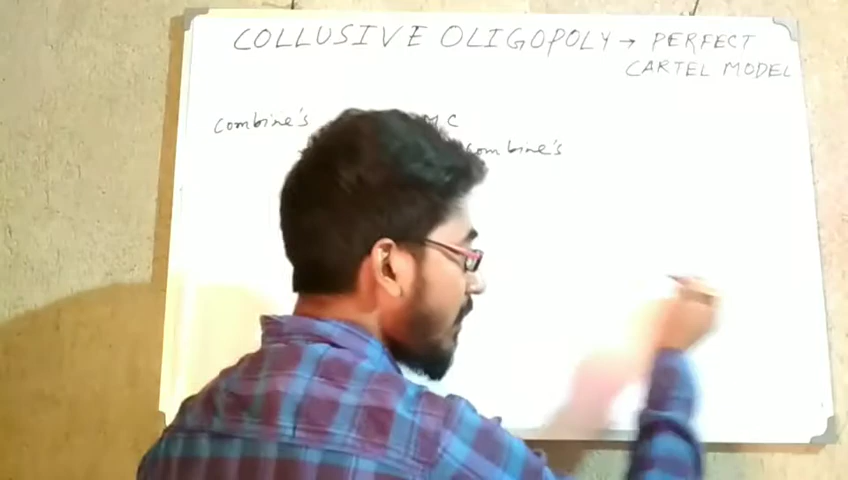 COLLUSIVE OLIGOPOLY → PERFECT
CARTEL MODEL
Combine's MC
combine's